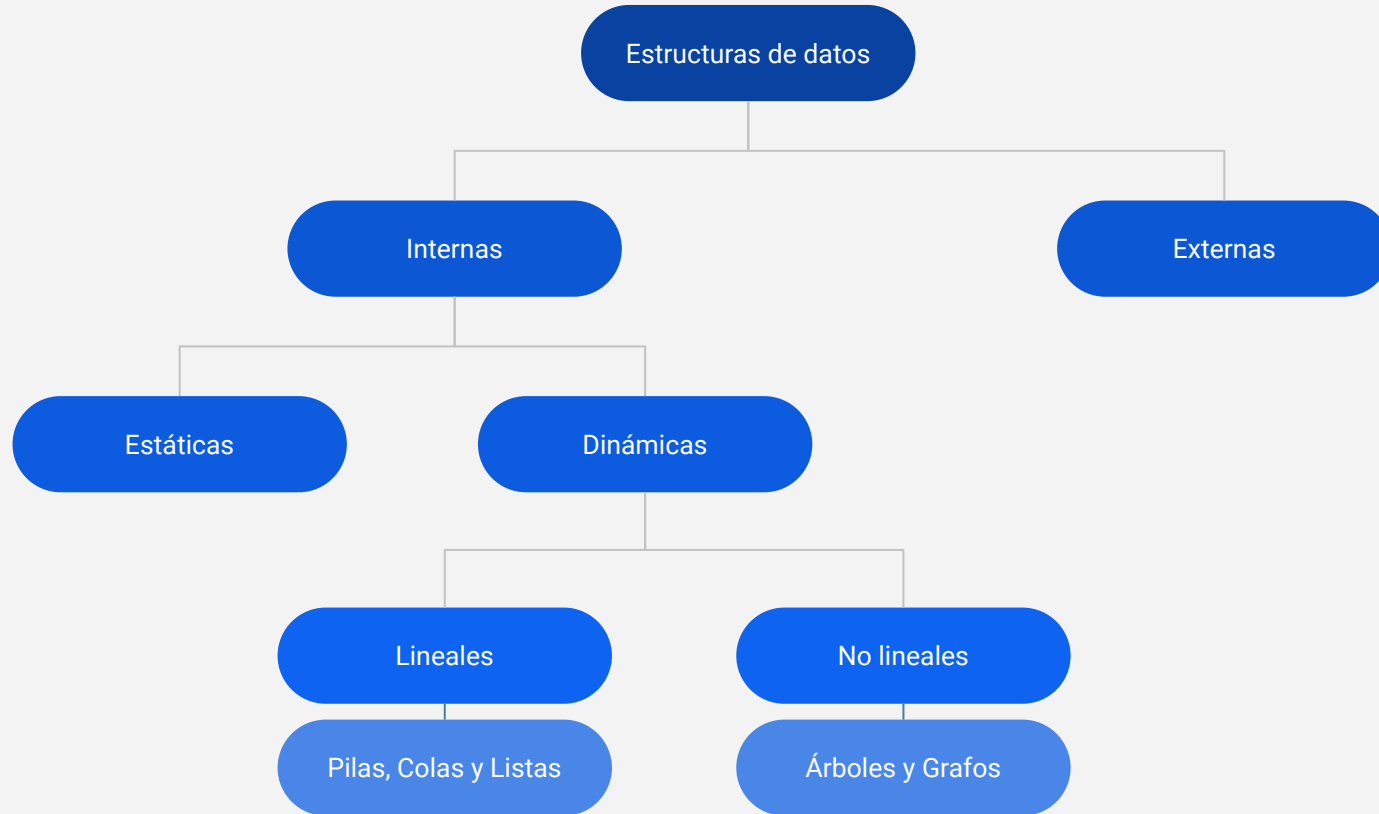 Estructuras de datos
Internas
Externas
Estáticas
Dinámicas
Lineales
No lineales
Pilas, Colas y Listas
Árboles y Grafos